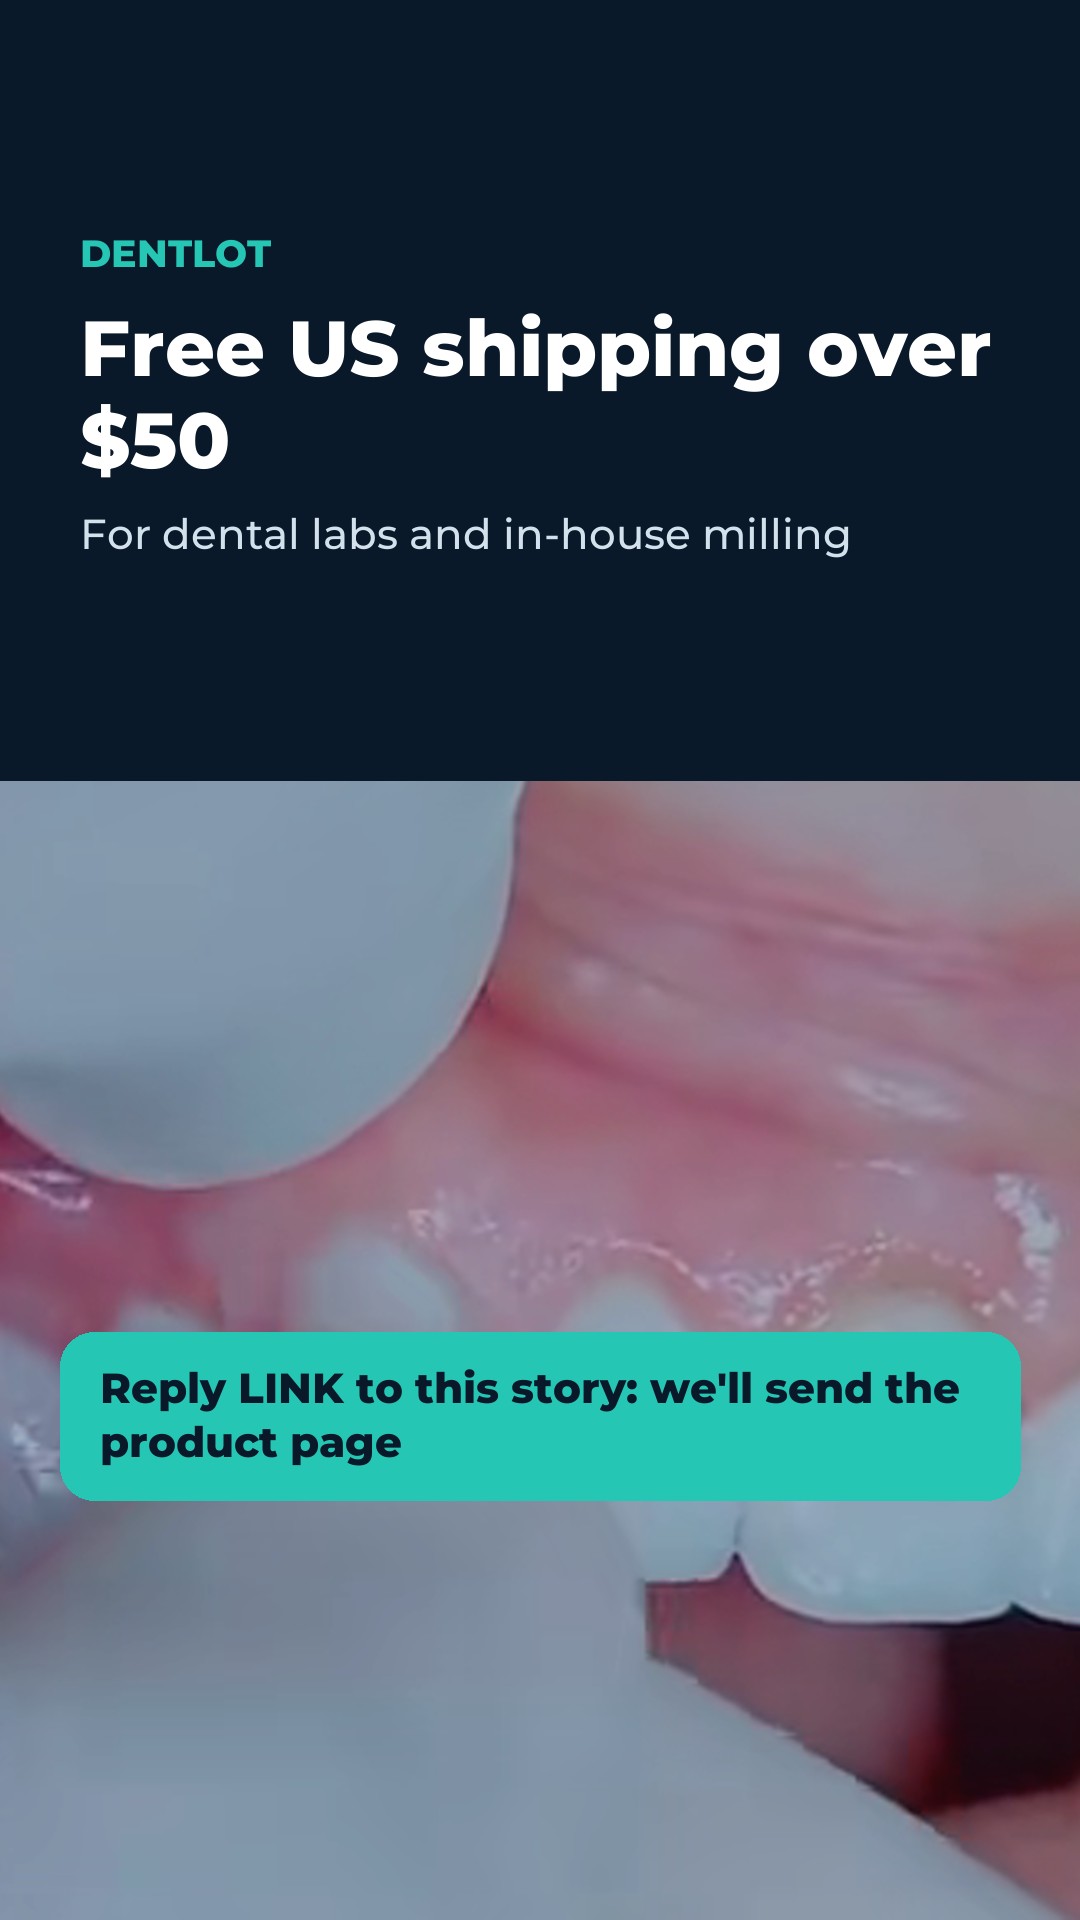 DENTLOT
Free US shipping over
$50
For dental labs and in-house milling
Reply LINK to this story: we'll send the
product page